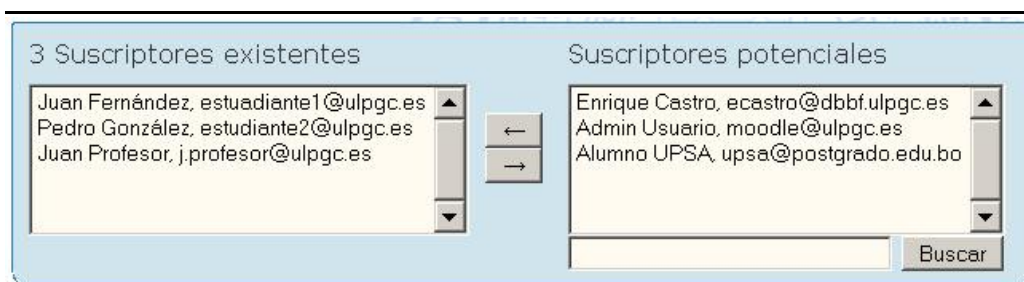 3 Suscriptores existentes
Juan Fernández, estuadiante1@ulpgc.es
Pedro González, estudiante2@ulpgc.es
Juan Profesor, j.profesor@ulpgc.es
←
→
Suscriptores potenciales
Enrique Castro, ecastro@dbbf.ulpgc.es
Admin Usuario, moodle@ulpgc.es
Alumno UPSA, upsa@postgrado.edu.bo
Buscar